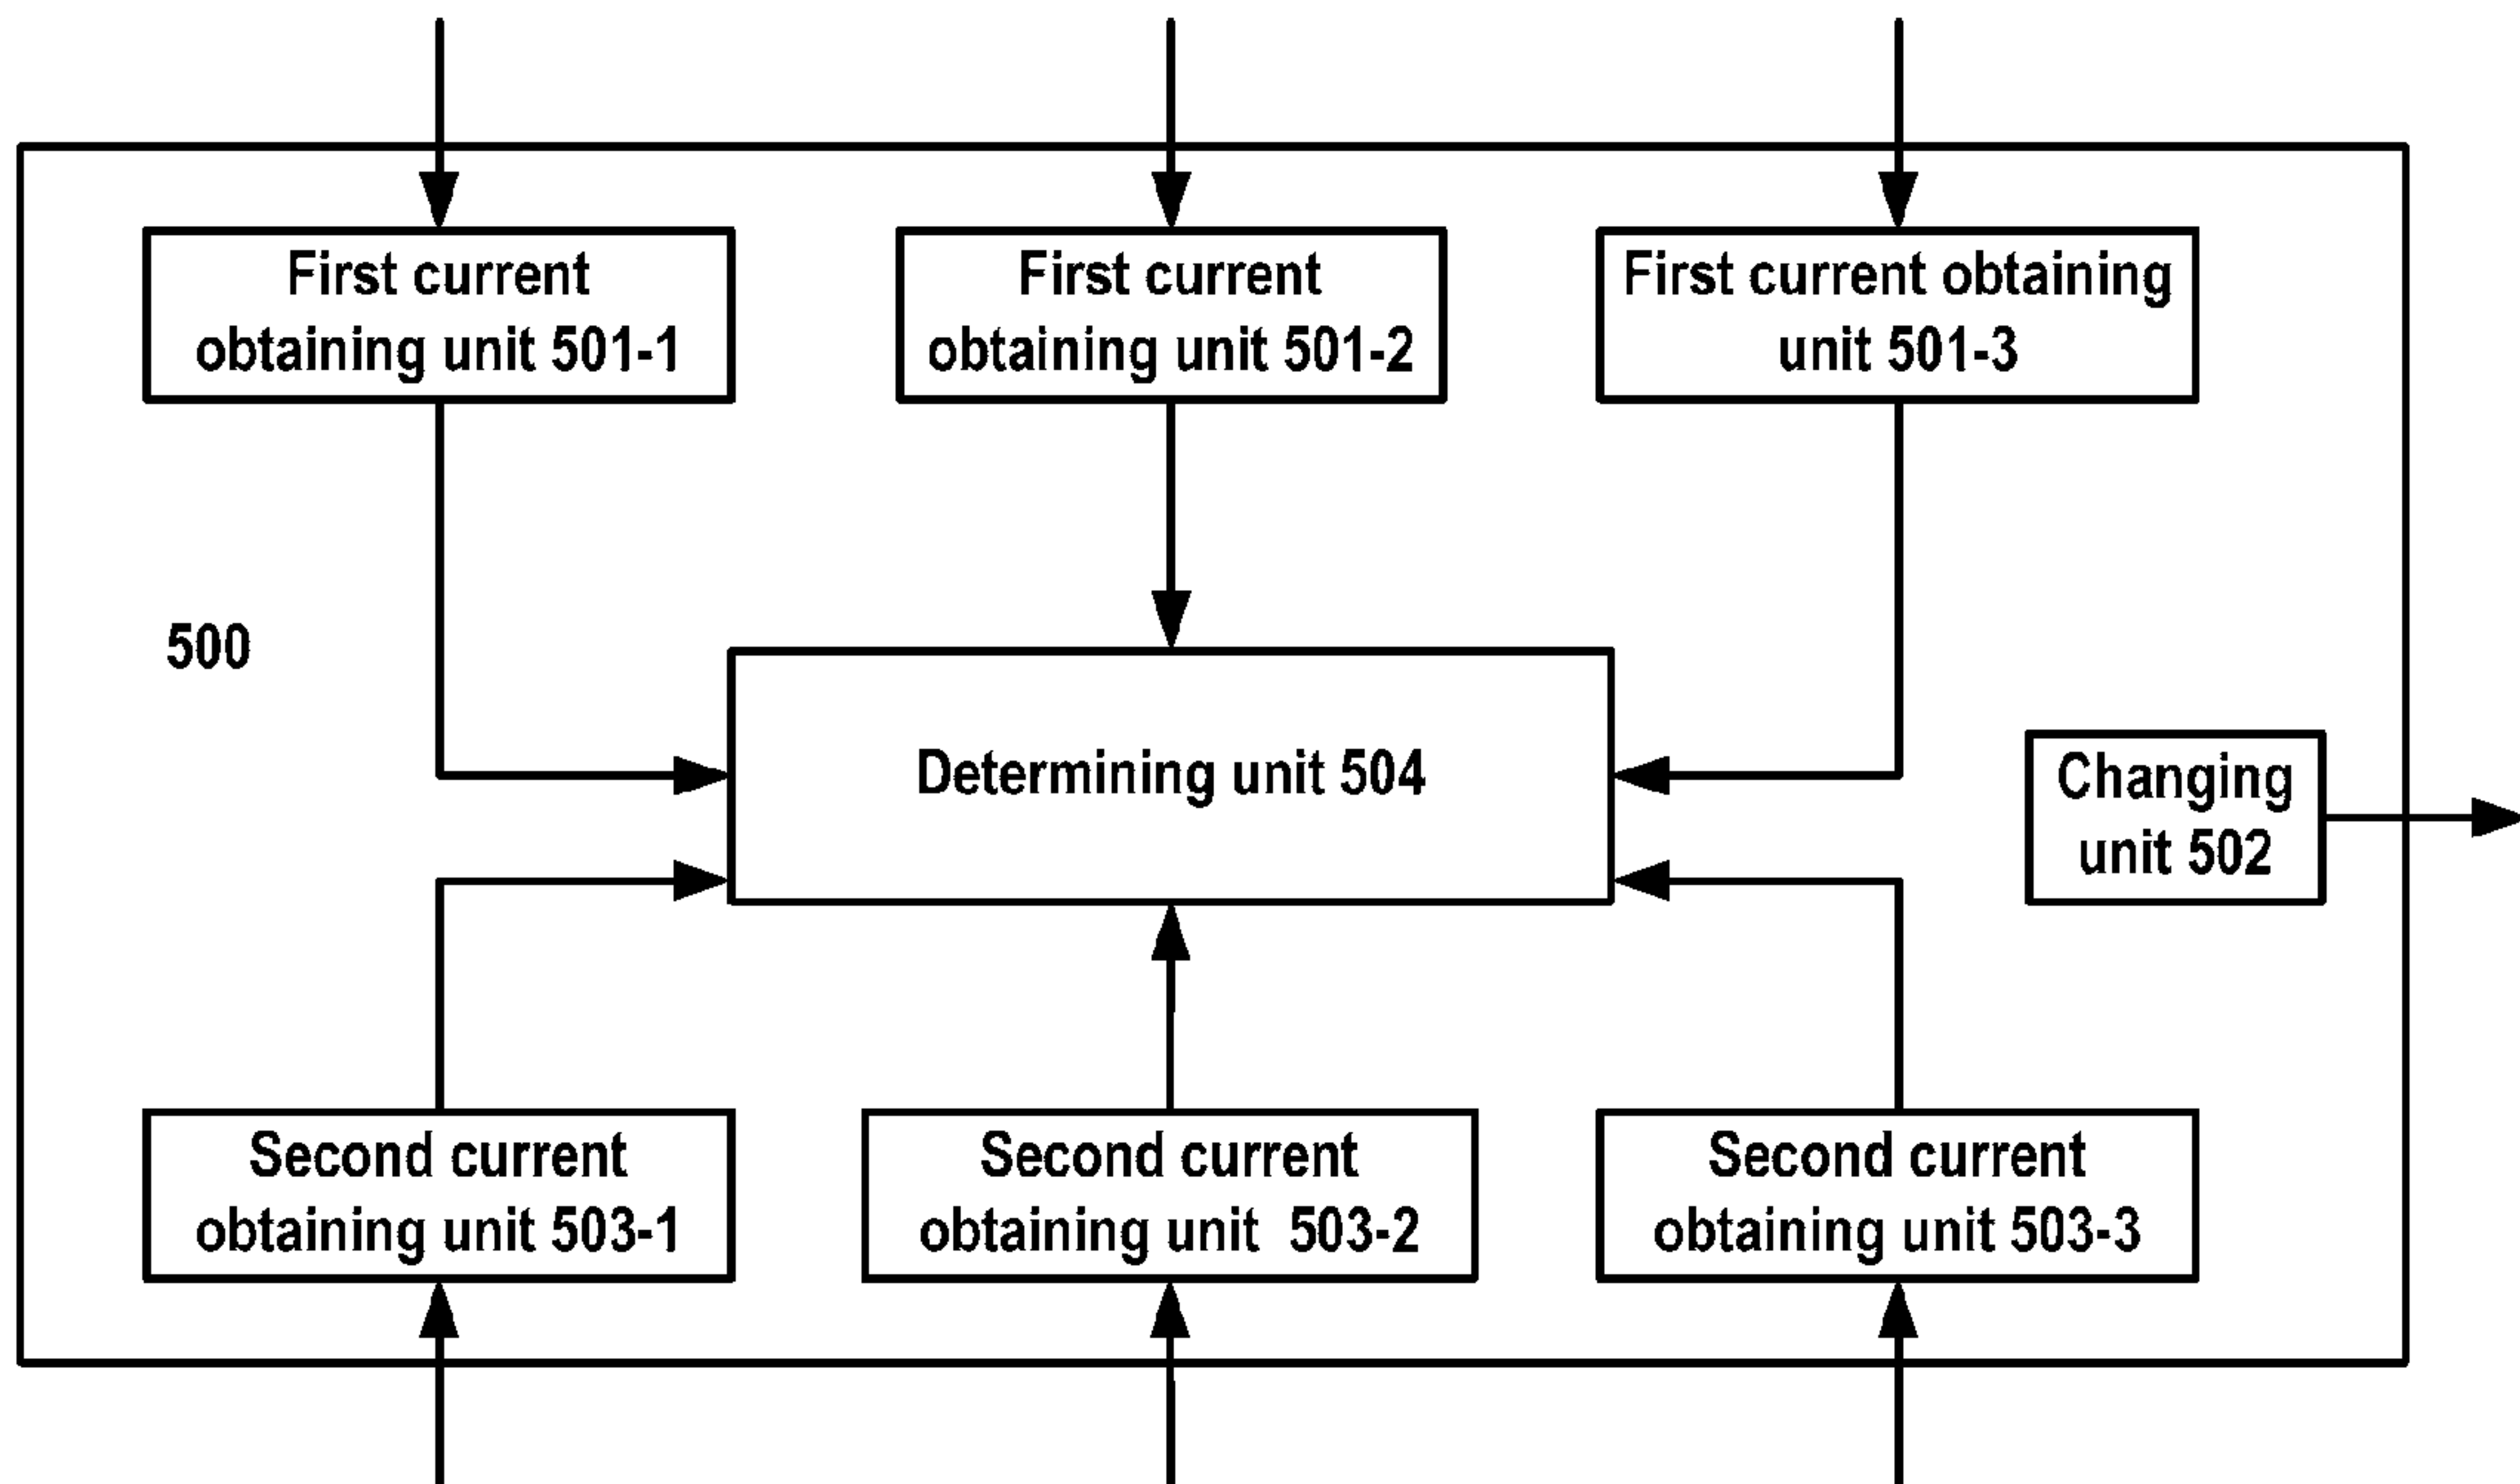 First current
obtaining unit 501-1
First current
obtaining unit 501-2
First current obtaining
unit 501-3
500
Determining unit 504
Changing
unit 502
Second current
obtaining unit 503-1
Second current
obtaining unit  503-2
Second current
obtaining unit 503-3